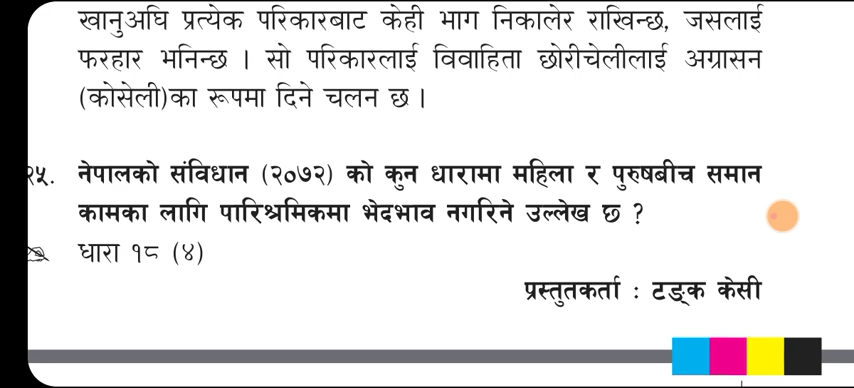 खानुअघि प्रत्येक परिकारबाट केही भाग निकालेर राखिन्छ, जसलाई
फरहार भनिन्छ । सो परिकारलाई विवाहिता छोरीचेलीलाई अग्रासन
(कोसेली)का रूपमा दिने चलन छ ।
२५. नेपालको संविधान (२०७२) को कुन धारामा महिला र पुरुषबीच समान
कामका लागि पारिश्रमिकमा भेदभाव नगरिने उल्लेख छ ?
धारा १८ (४)
प्रस्तुतकर्ता : टङ्क केसी